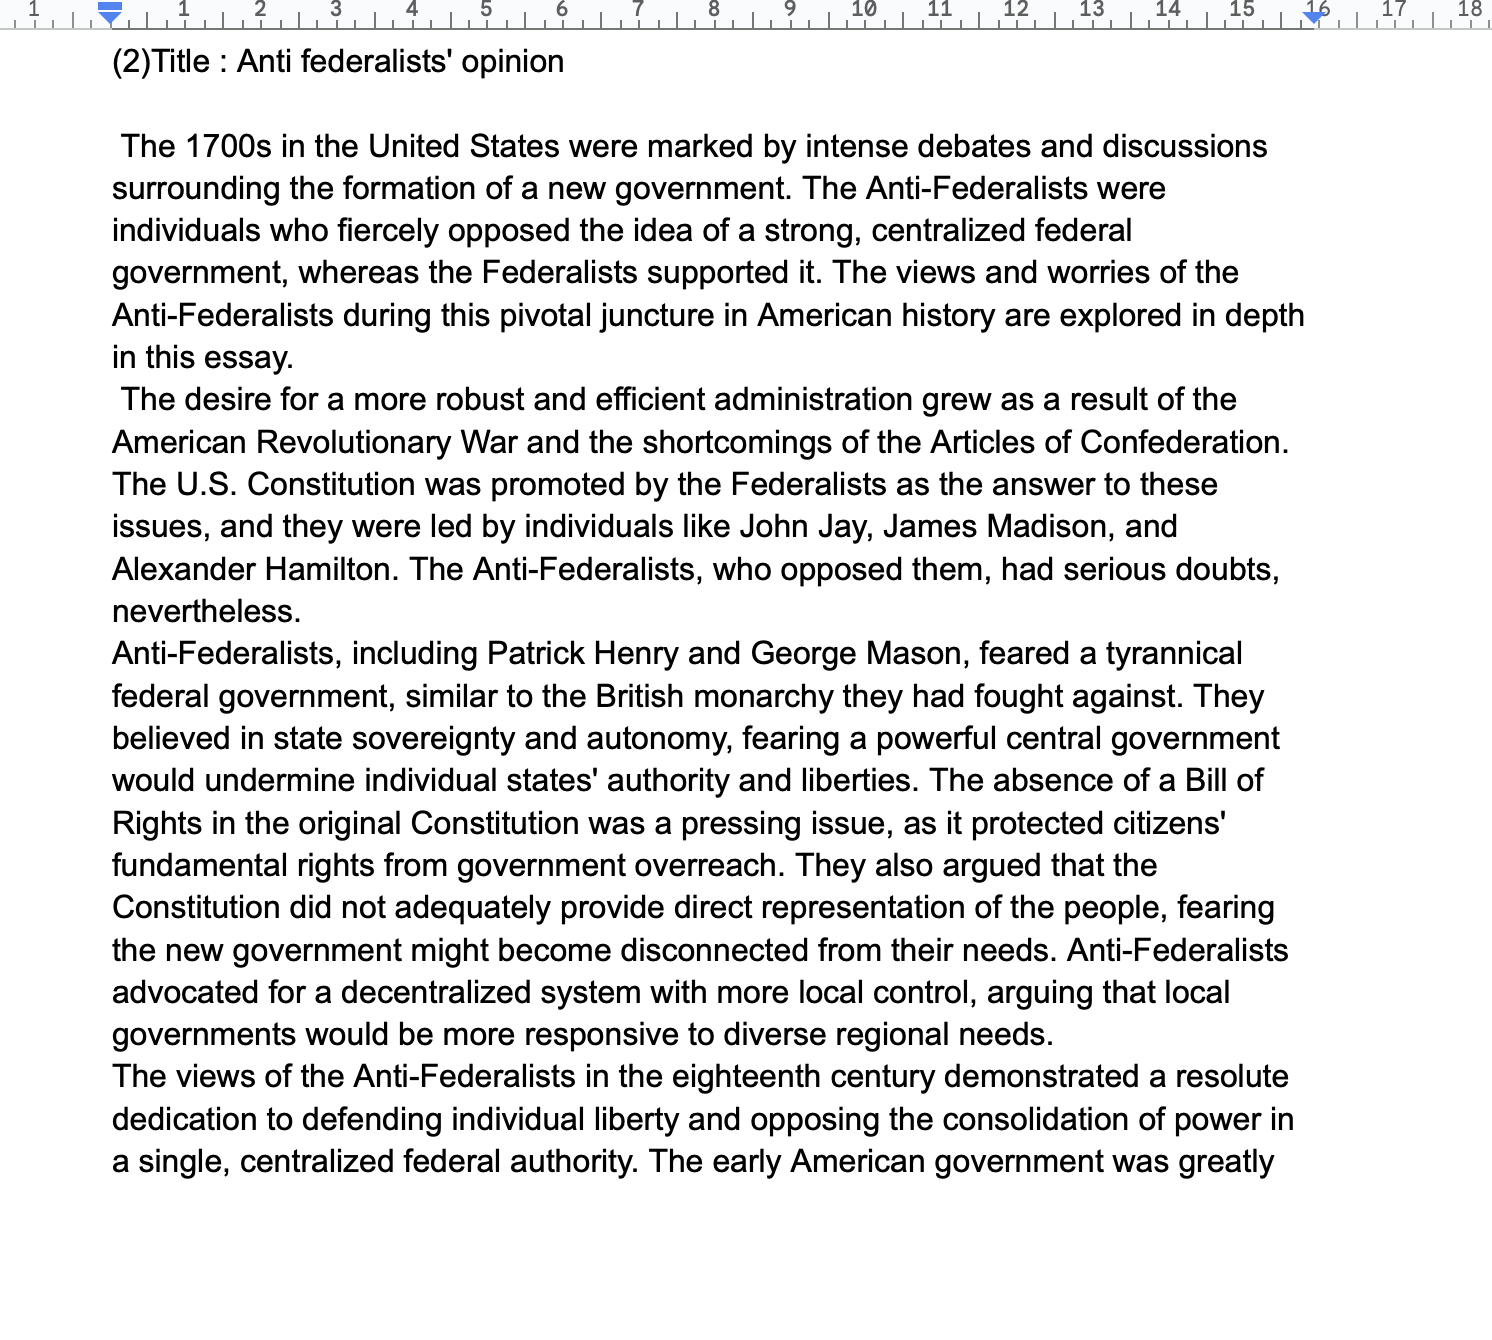 1 1 2 3 4 5 6 7 8 9 10 11 12 13 14 15 16 17 18
(2)Title : Anti federalists' opinion
The 1700s in the United States were marked by intense debates and discussions
surrounding the formation of a new government. The Anti-Federalists were
individuals who fiercely opposed the idea of a strong, centralized federal
government, whereas the Federalists supported it. The views and worries of the
Anti-Federalists during this pivotal juncture in American history are explored in depth
in this essay.
The desire for a more robust and efficient administration grew as a result of the
American Revolutionary War and the shortcomings of the Articles of Confederation.
The U.S. Constitution was promoted by the Federalists as the answer to these
issues, and they were led by individuals like John Jay, James Madison, and
Alexander Hamilton. The Anti-Federalists, who opposed them, had serious doubts,
nevertheless.
Anti-Federalists, including Patrick Henry and George Mason, feared a tyrannical
federal government, similar to the British monarchy they had fought against. They
believed in state sovereignty and autonomy, fearing a powerful central government
would undermine individual states' authority and liberties. The absence of a Bill of
Rights in the original Constitution was a pressing issue, as it protected citizens'
fundamental rights from government overreach. They also argued that the
Constitution did not adequately provide direct representation of the people, fearing
the new government might become disconnected from their needs. Anti-Federalists
advocated for a decentralized system with more local control, arguing that local
governments would be more responsive to diverse regional needs.
The views of the Anti-Federalists in the eighteenth century demonstrated a resolute
dedication to defending individual liberty and opposing the consolidation of power in
a single, centralized federal authority. The early American government was greatly